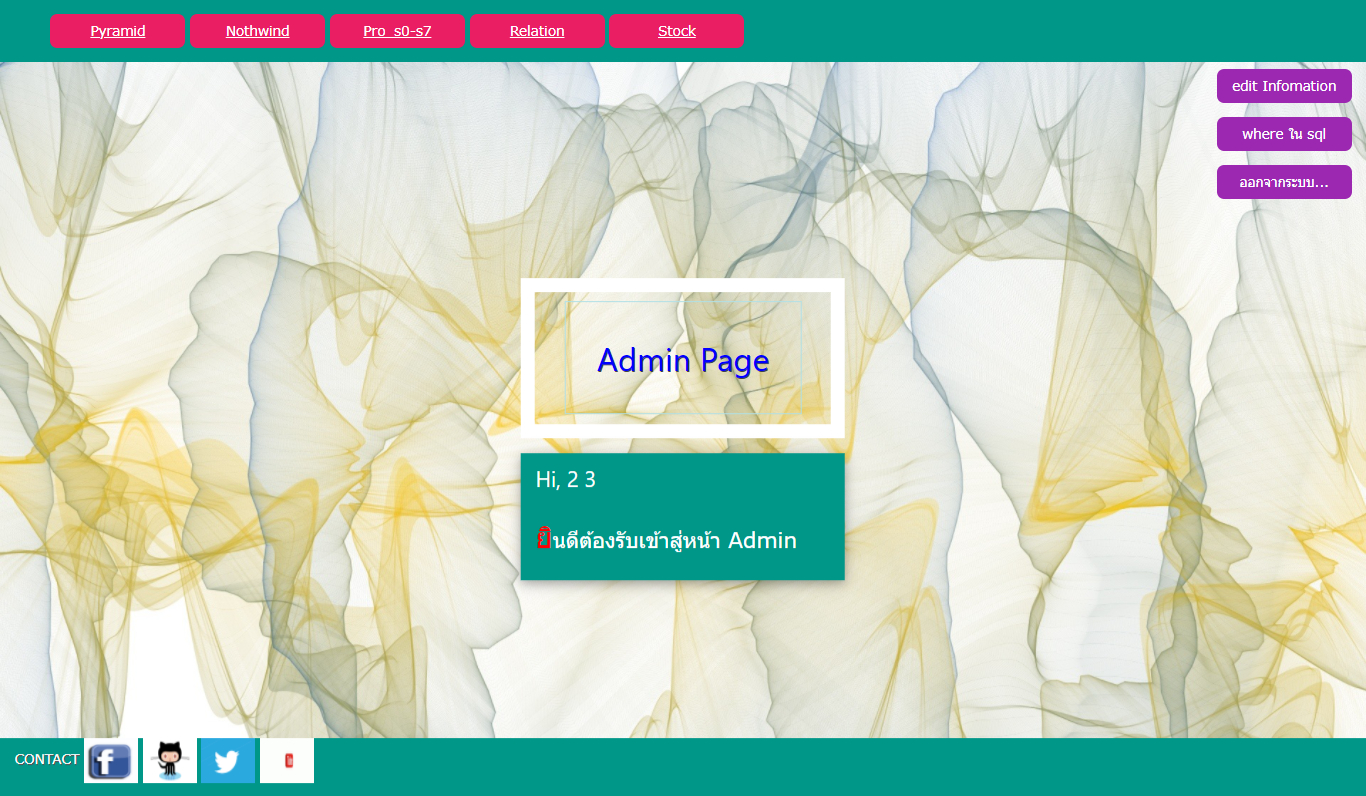 Pyramid
Nothwind
Pro_s0-s7
Relation
Stock
edit Infomation
where ใน sql
ออกจากระบบ...
Admin Page
Hi, 2 3
ยินดีต้องรับเข้าสู่หน้า Admin
CONTACT